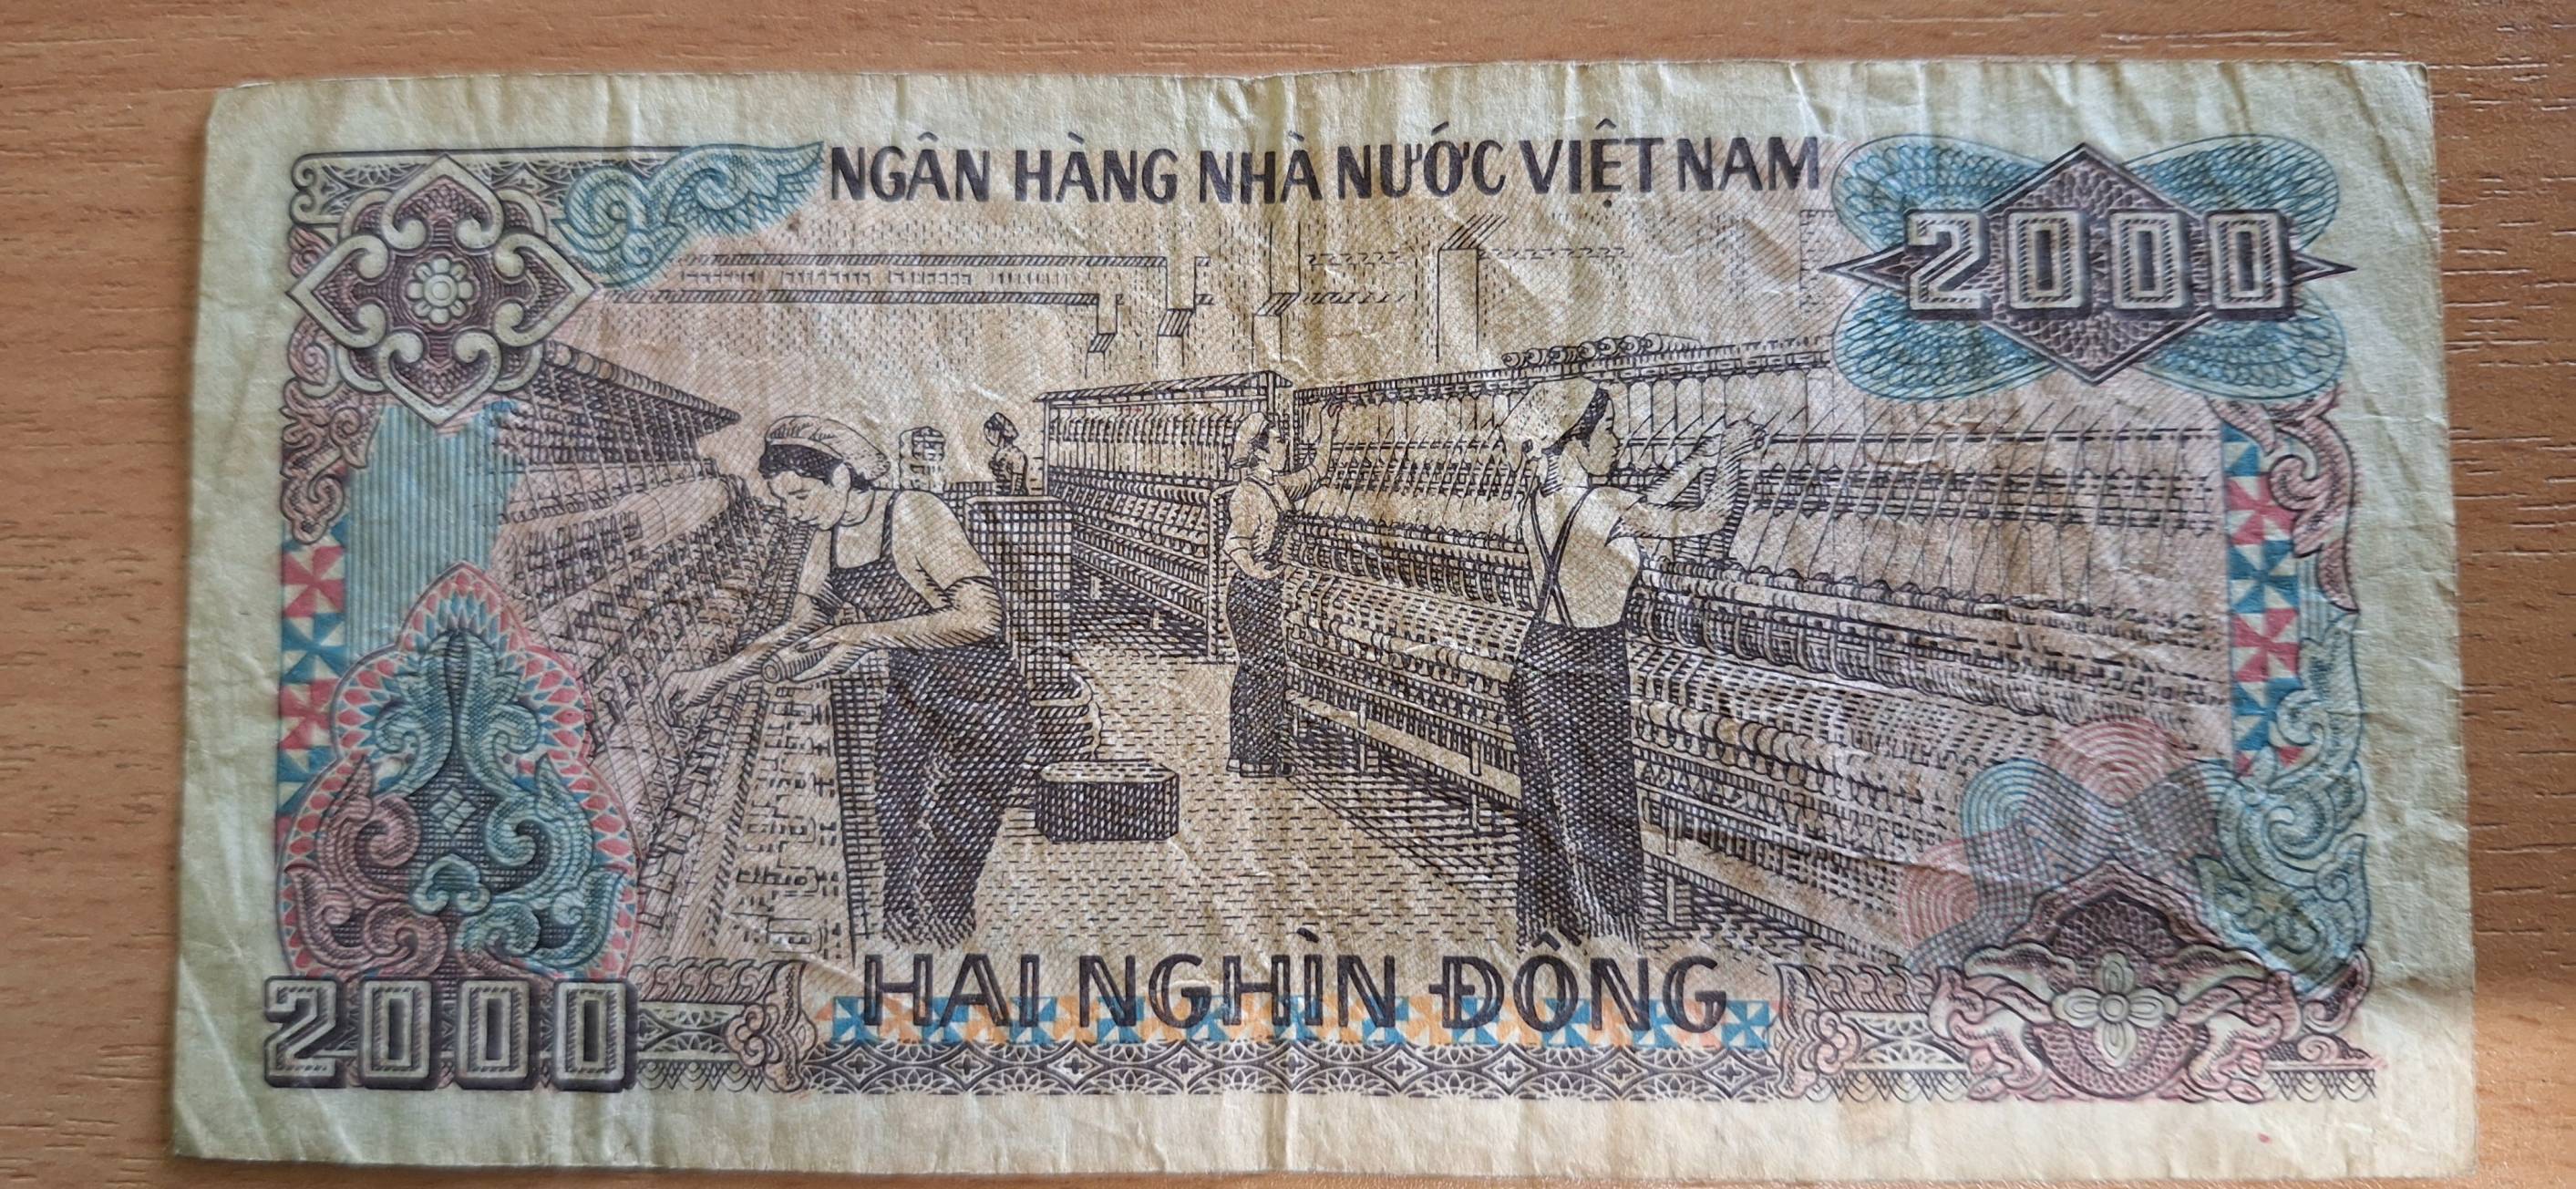 NGÂN HÀNG NHÀ NƯỚC VIỆT NAM
2000
HAI NGHÌN ĐỒNG
2000